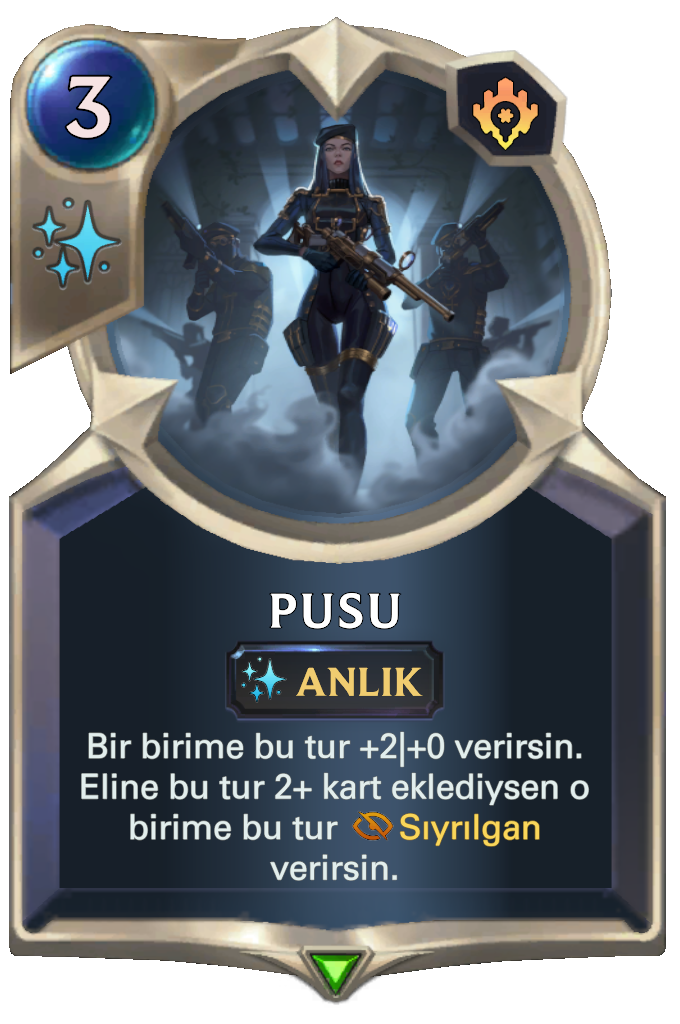 3
PUSU
ANLIK
Bir birime bu tur +2|+0 verirsin.
Eline bu tur 2+ kart eklediysen o
birime bu tur Sıyrılgan
verirsin.